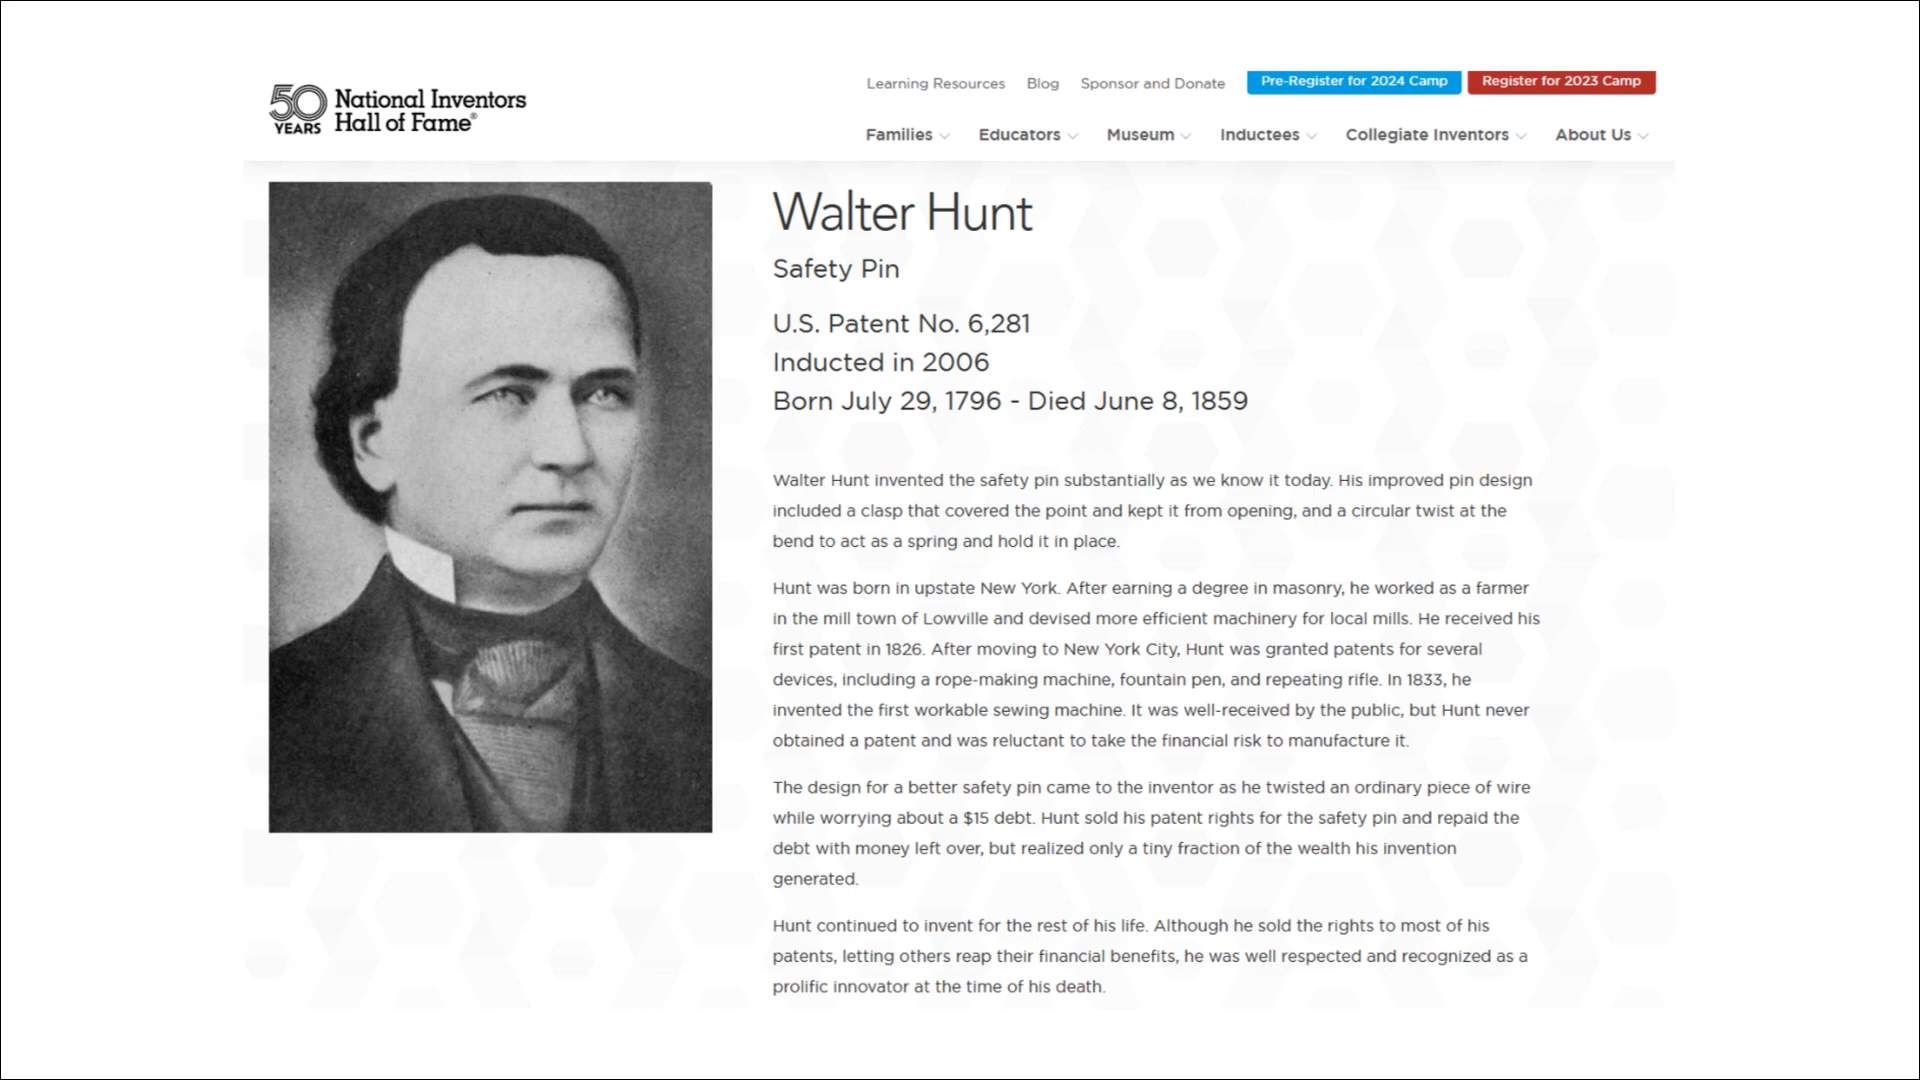 50 YEARS
National Inventors
Hall of Fame®
Learning Resources Blog Sponsor and Donate Pre-Register for 2024 Camp Register for 2023 Camp
Families Educators Museum Inductees Collegiate Inventors About Us
Walter Hunt
Safety Pin
U.S. Patent No. 6,281
Inducted in 2006
Born July 29, 1796 - Died June 8, 1859
Walter Hunt invented the safety pin substantially as we know it today. His improved pin design
included a clasp that covered the point and kept it from opening, and a circular twist at the
bend to act as a spring and hold it in place.
Hunt was born in upstate New York. After earning a degree in masonry, he worked as a farmer
in the mill town of Lowville and devised more efficient machinery for local mills. He received his
first patent in 1826. After moving to New York City, Hunt was granted patents for several
devices, including a rope-making machine, fountain pen, and repeating rifle. In 1833, he
invented the first workable sewing machine. It was well-received by the public, but Hunt never
obtained a patent and was reluctant to take the financial risk to manufacture it.
The design for a better safety pin came to the inventor as he twisted an ordinary piece of wire
while worrying about a $15 debt. Hunt sold his patent rights for the safety pin and repaid the
debt with money left over, but realized only a tiny fraction of the wealth his invention
generated.
Hunt continued to invent for the rest of his life. Although he sold the rights to most of his
patents, letting others reap their financial benefits, he was well respected and recognized as a
prolific innovator at the time of his death.